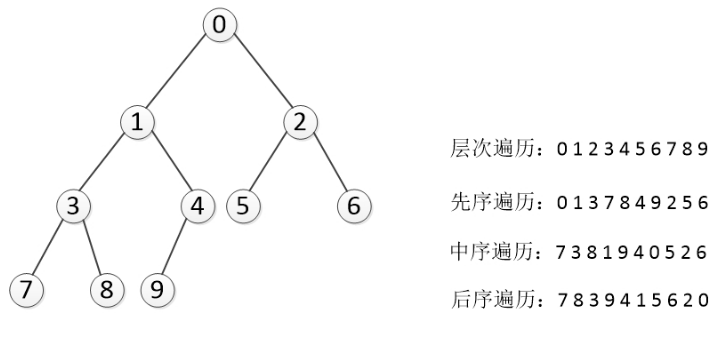 0
1 2
3 4 5 6
7 8 9
层次遍历：0 1 2 3 4 5 6 7 8 9
先序遍历：0 1 3 7 8 4 9 2 5 6
中序遍历：7 3 8 1 9 4 0 5 2 6
后序遍历：7 8 3 9 4 1 5 6 2 0